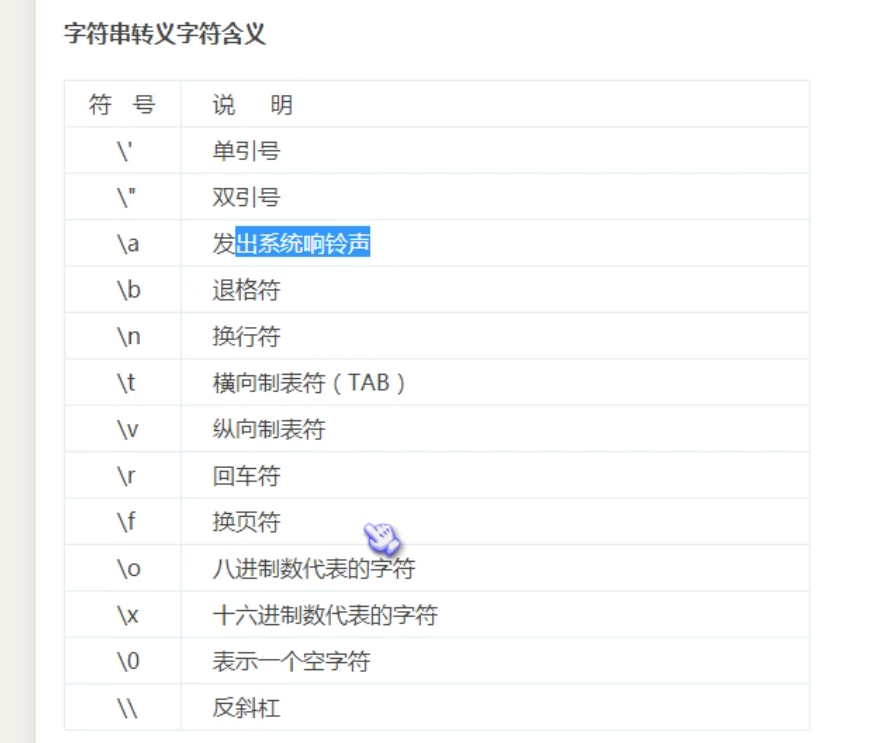 字符串转义字符含义
符 号 说 明
\' 单引号
\" 双引号
\a 发出系统响铃声
\b 退格符
\n 换行符
\t 横向制表符（TAB）
\v 纵向制表符
\r 回车符
\f 换页符
\o 八进制数代表的字符
\x 十六进制数代表的字符
\0 表示一个空字符
\\ 反斜杠